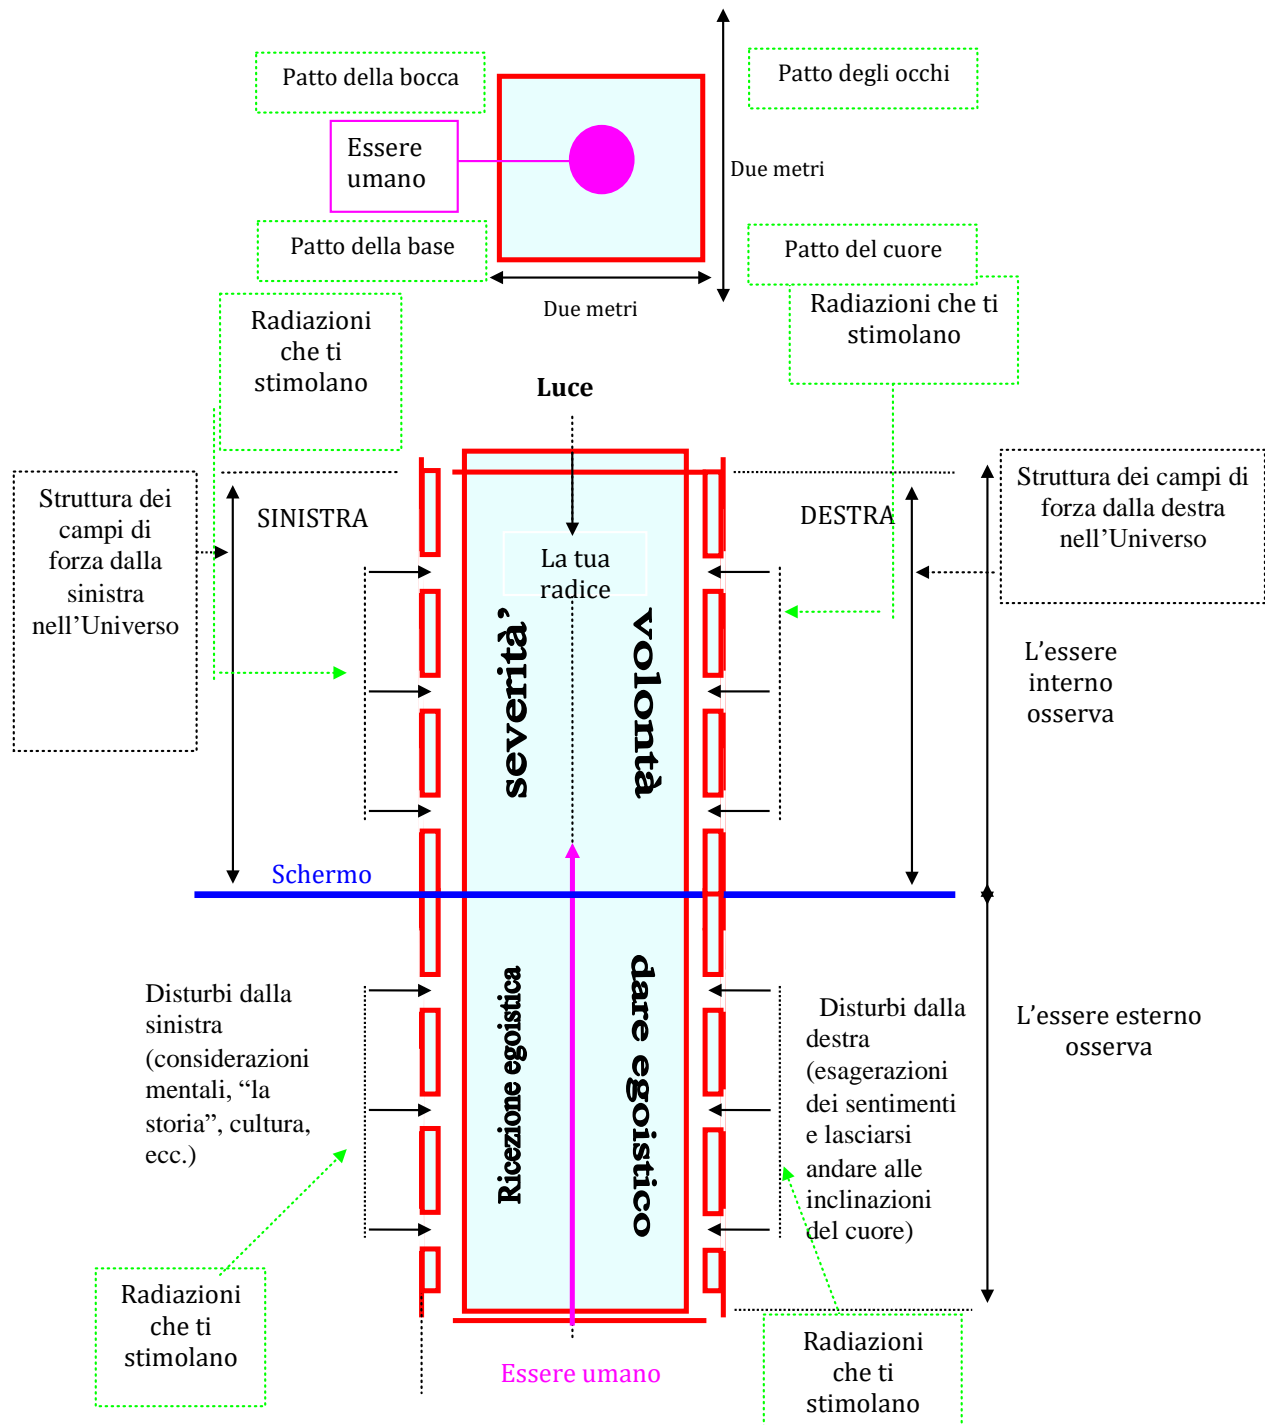 Patto della bocca
Patto degli occhi
Essere
umano
Due metri
Patto della base
Patto del cuore
Due metri
Radiazioni
che ti
stimolano
Radiazioni che ti
stimolano
Luce
Struttura dei
campi di
forza dalla
sinistra
nell’Universo
SINISTRA
DESTRA
Struttura dei campi di
forza dalla destra
nell’Universo
La tua
radice
severità’
volontà
L’essere
interno
osserva
Schermo
Ricezione egoistica
dare egoistico
Disturbi dalla
sinistra
(considerazioni
mentali, “la
storia”, cultura,
ecc.)
Disturbi dalla
destra
(esagerazioni
dei sentimenti
e lasciarsi
andare alle
inclinazioni
del cuore)
L’essere esterno
osserva
Radiazioni
che ti
stimolano
Essere umano
Radiazioni
che ti
stimolano